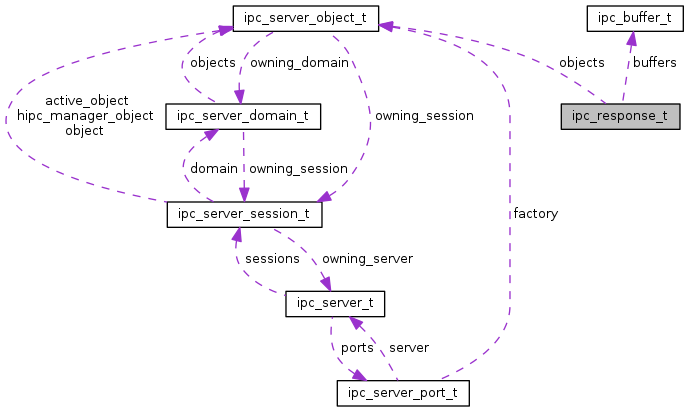 ipc_server_object_t
ipc_buffer_t
objects
owning_domain
objects
buffers
active_object
hipc_manager_object
object
ipc_server_domain_t
owning_session
ipc_response_t
domain
owning_session
ipc_server_session_t
factory
sessions
owning_server
ipc_server_t
ports
server
ipc_server_port_t